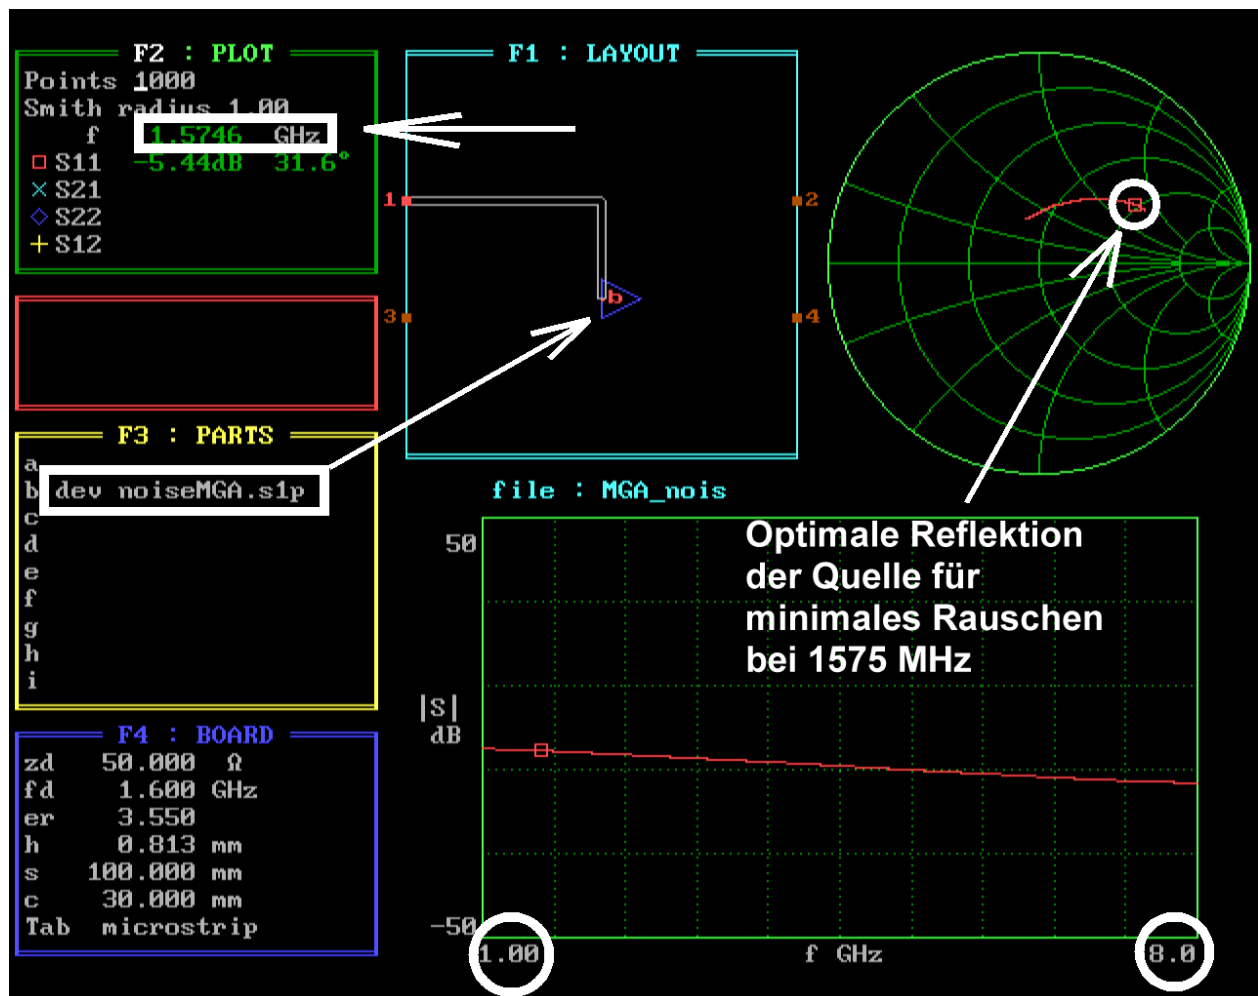 F2 : PLOT
Points 1000
Smith radius 1.00
f 1.5746 GHz
S11 -5.44dB 31.6°
S21
S22
S12
F1 : LAYOUT
1
2
3
4
b
F3 : PARTS
a
b dev noiseMGA.s1p
c
d
e
f
g
h
i
F4 : BOARD
zd 50.000 Ω
fd 1.600 GHz
er 3.550
h 0.813 mm
s 100.000 mm
c 30.000 mm
Tab microstrip
file : MGA_nois
50
|S|
dB
-50
1.00 f GHz 8.0
Optimale Reflektion
der Quelle für
minimales Rauschen
bei 1575 MHz